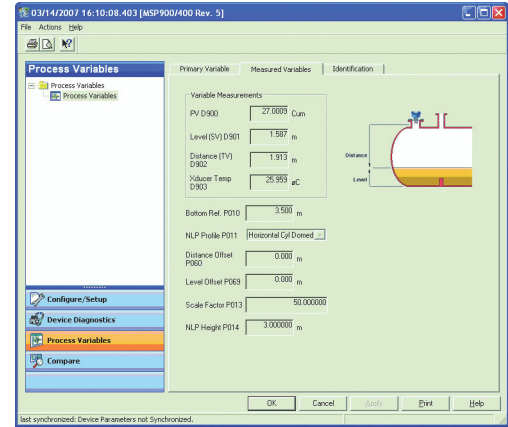 03/14/2007 16:10:08.403 [MSP900/400 Rev. 5]
File Actions Help
Process Variables
Process Variables
Process Variables
Configure/Setup
Device Diagnostics
Process Variables
Compare
Primary Variable Measured Variables Identification
Variable Measurements
PV D900 27.0009 Cum
Level(SV) D901 1.587 m
Distance (TV)
D902 1.913 m
Xducer Temp
D903 25.959 øC
Distance
Level
Bottom Ref. P010 3.500 m
NLP Profile P011 Horizontal Cyl Domed
Distance Offset
P060 0.000 m
Level Offset P069 0.000 m
Scale Factor P013 50.000000
NLP Height P014 3.000000 m
OK Cancel Apply Print Help
last synchronized: Device Parameters not Synchronized.